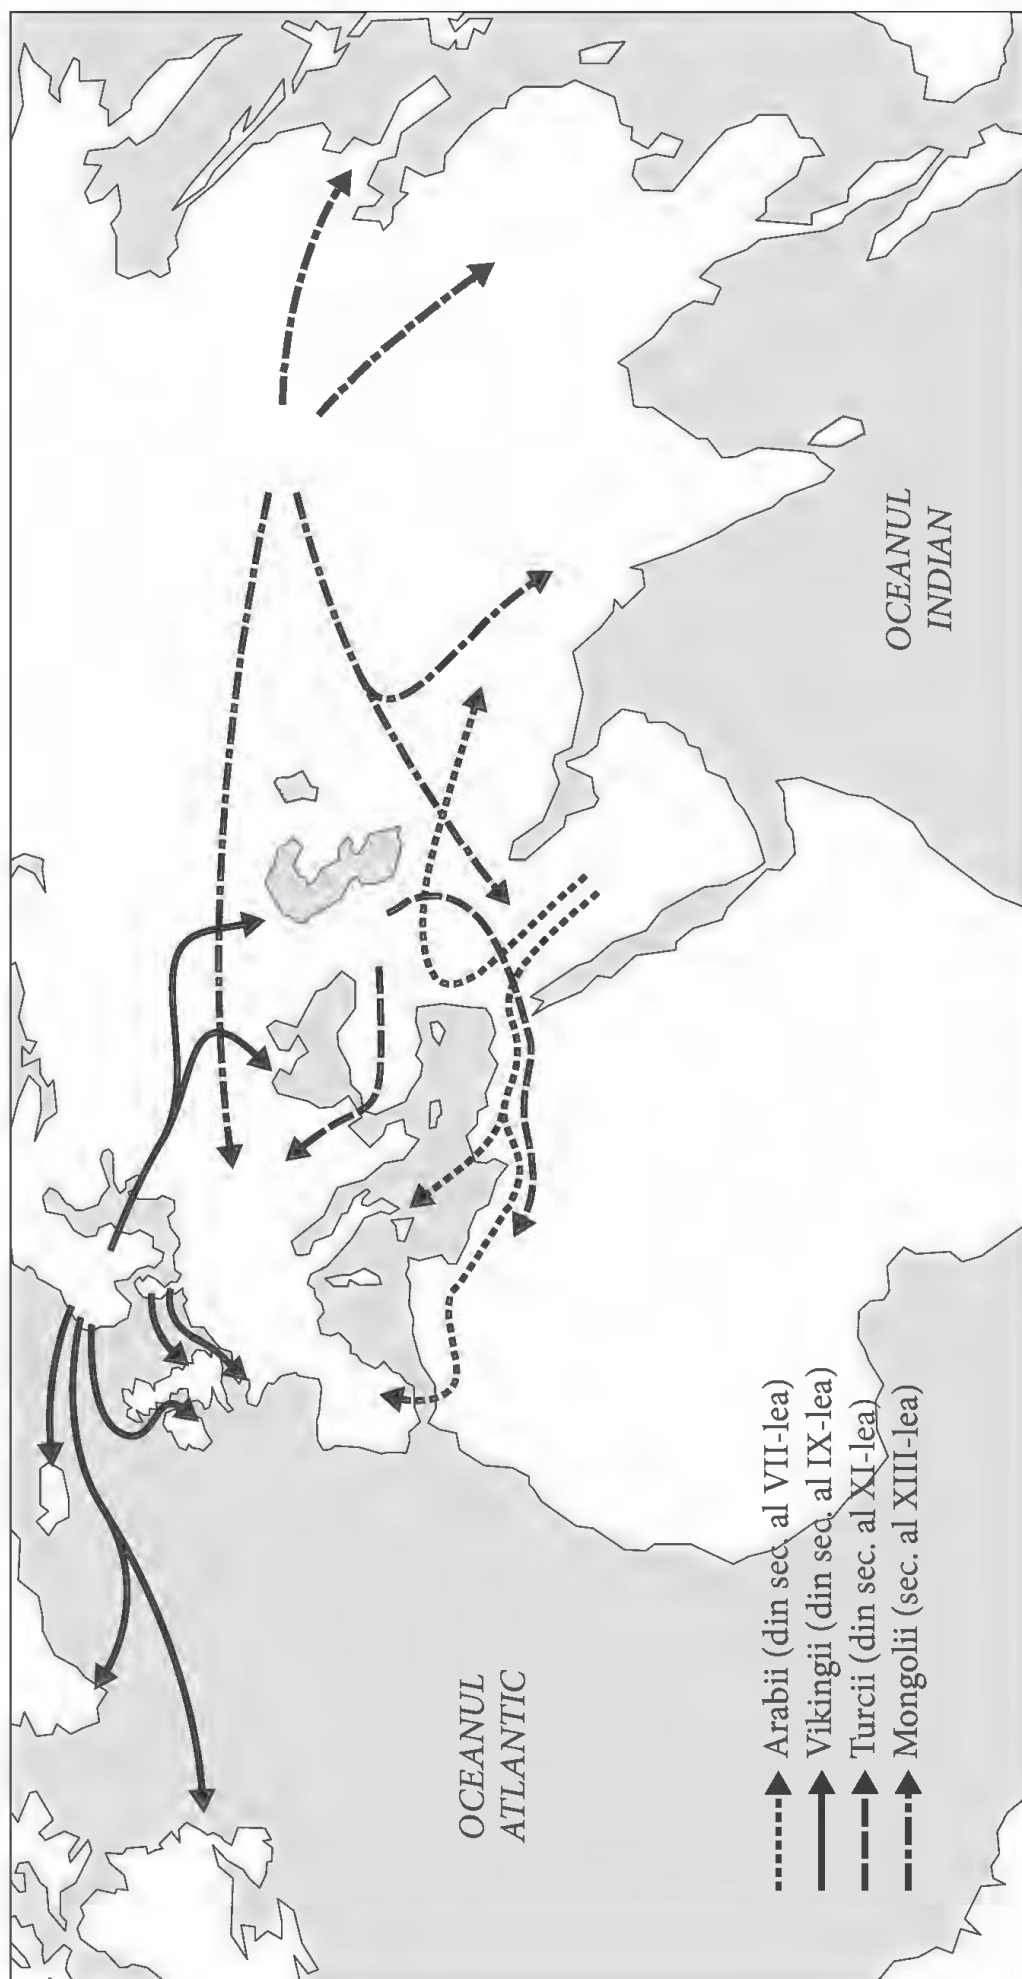 OCEANUL
ATLANTIC
OCEANUL
INDIAN
Arabii (din sec. al VII-lea)
Vikingii (din sec. al IX-lea)
Turcii (din sec. al XI-lea)
Mongolii (sec. al XIII-lea)